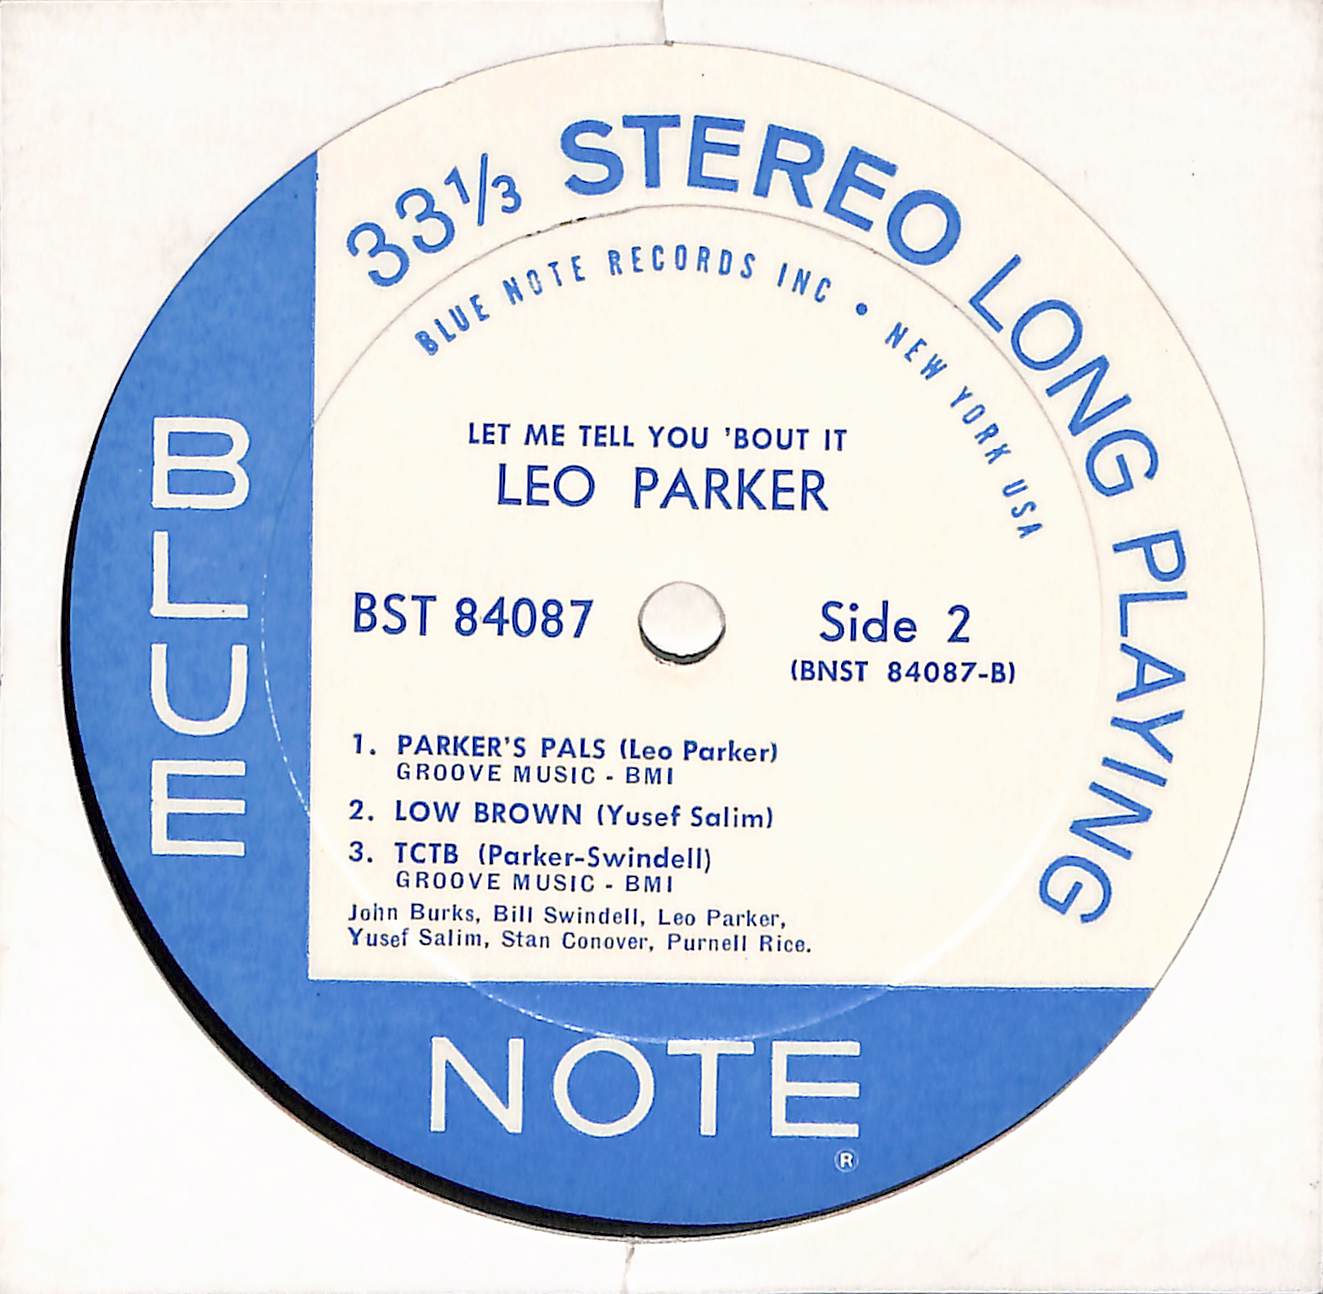 33 1/3 STEREO LONG PLAYING
BLUE NOTE RECORDS INC • NEW YORK USA
LET ME TELL YOU 'BOUT IT
LEO PARKER
BST 84087
Side 2
(BNST 84087-B)
1. PARKER'S PALS (Leo Parker)
GROOVE MUSIC - BMI
2. LOW BROWN (Yusef Salim)
3. TCTB (Parker-Swindell)
GROOVE MUSIC - BMI
John Burks, Bill Swindell, Leo Parker,
Yusef Salim, Stan Conover, Purnell Rice.
BLUE
NOTE
®